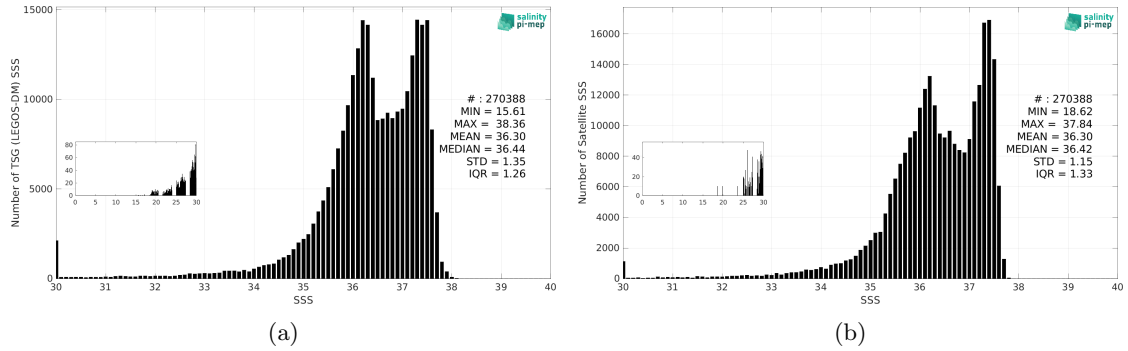 15000
10000
5000
0
30
31
32
33
34
35
36
37
38
39
40
SSS
Number of TSG (LEGOS-DM) SSS
salinity
pi-mep
# : 270388
MIN = 15.61
MAX = 38.36
MEAN = 36.30
MEDIAN = 36.44
STD = 1.35
IQR = 1.26
80
60
40
20
0
0 5 10 15 20 25 30
(a)
16000
14000
12000
10000
8000
6000
4000
2000
0
30
31
32
33
34
35
36
37
38
39
40
SSS
Number of Satellite SSS
salinity
pi-mep
# : 270388
MIN = 18.62
MAX = 37.84
MEAN = 36.30
MEDIAN = 36.42
STD = 1.15
IQR = 1.33
40
20
0
0 5 10 15 20 25 30
(b)